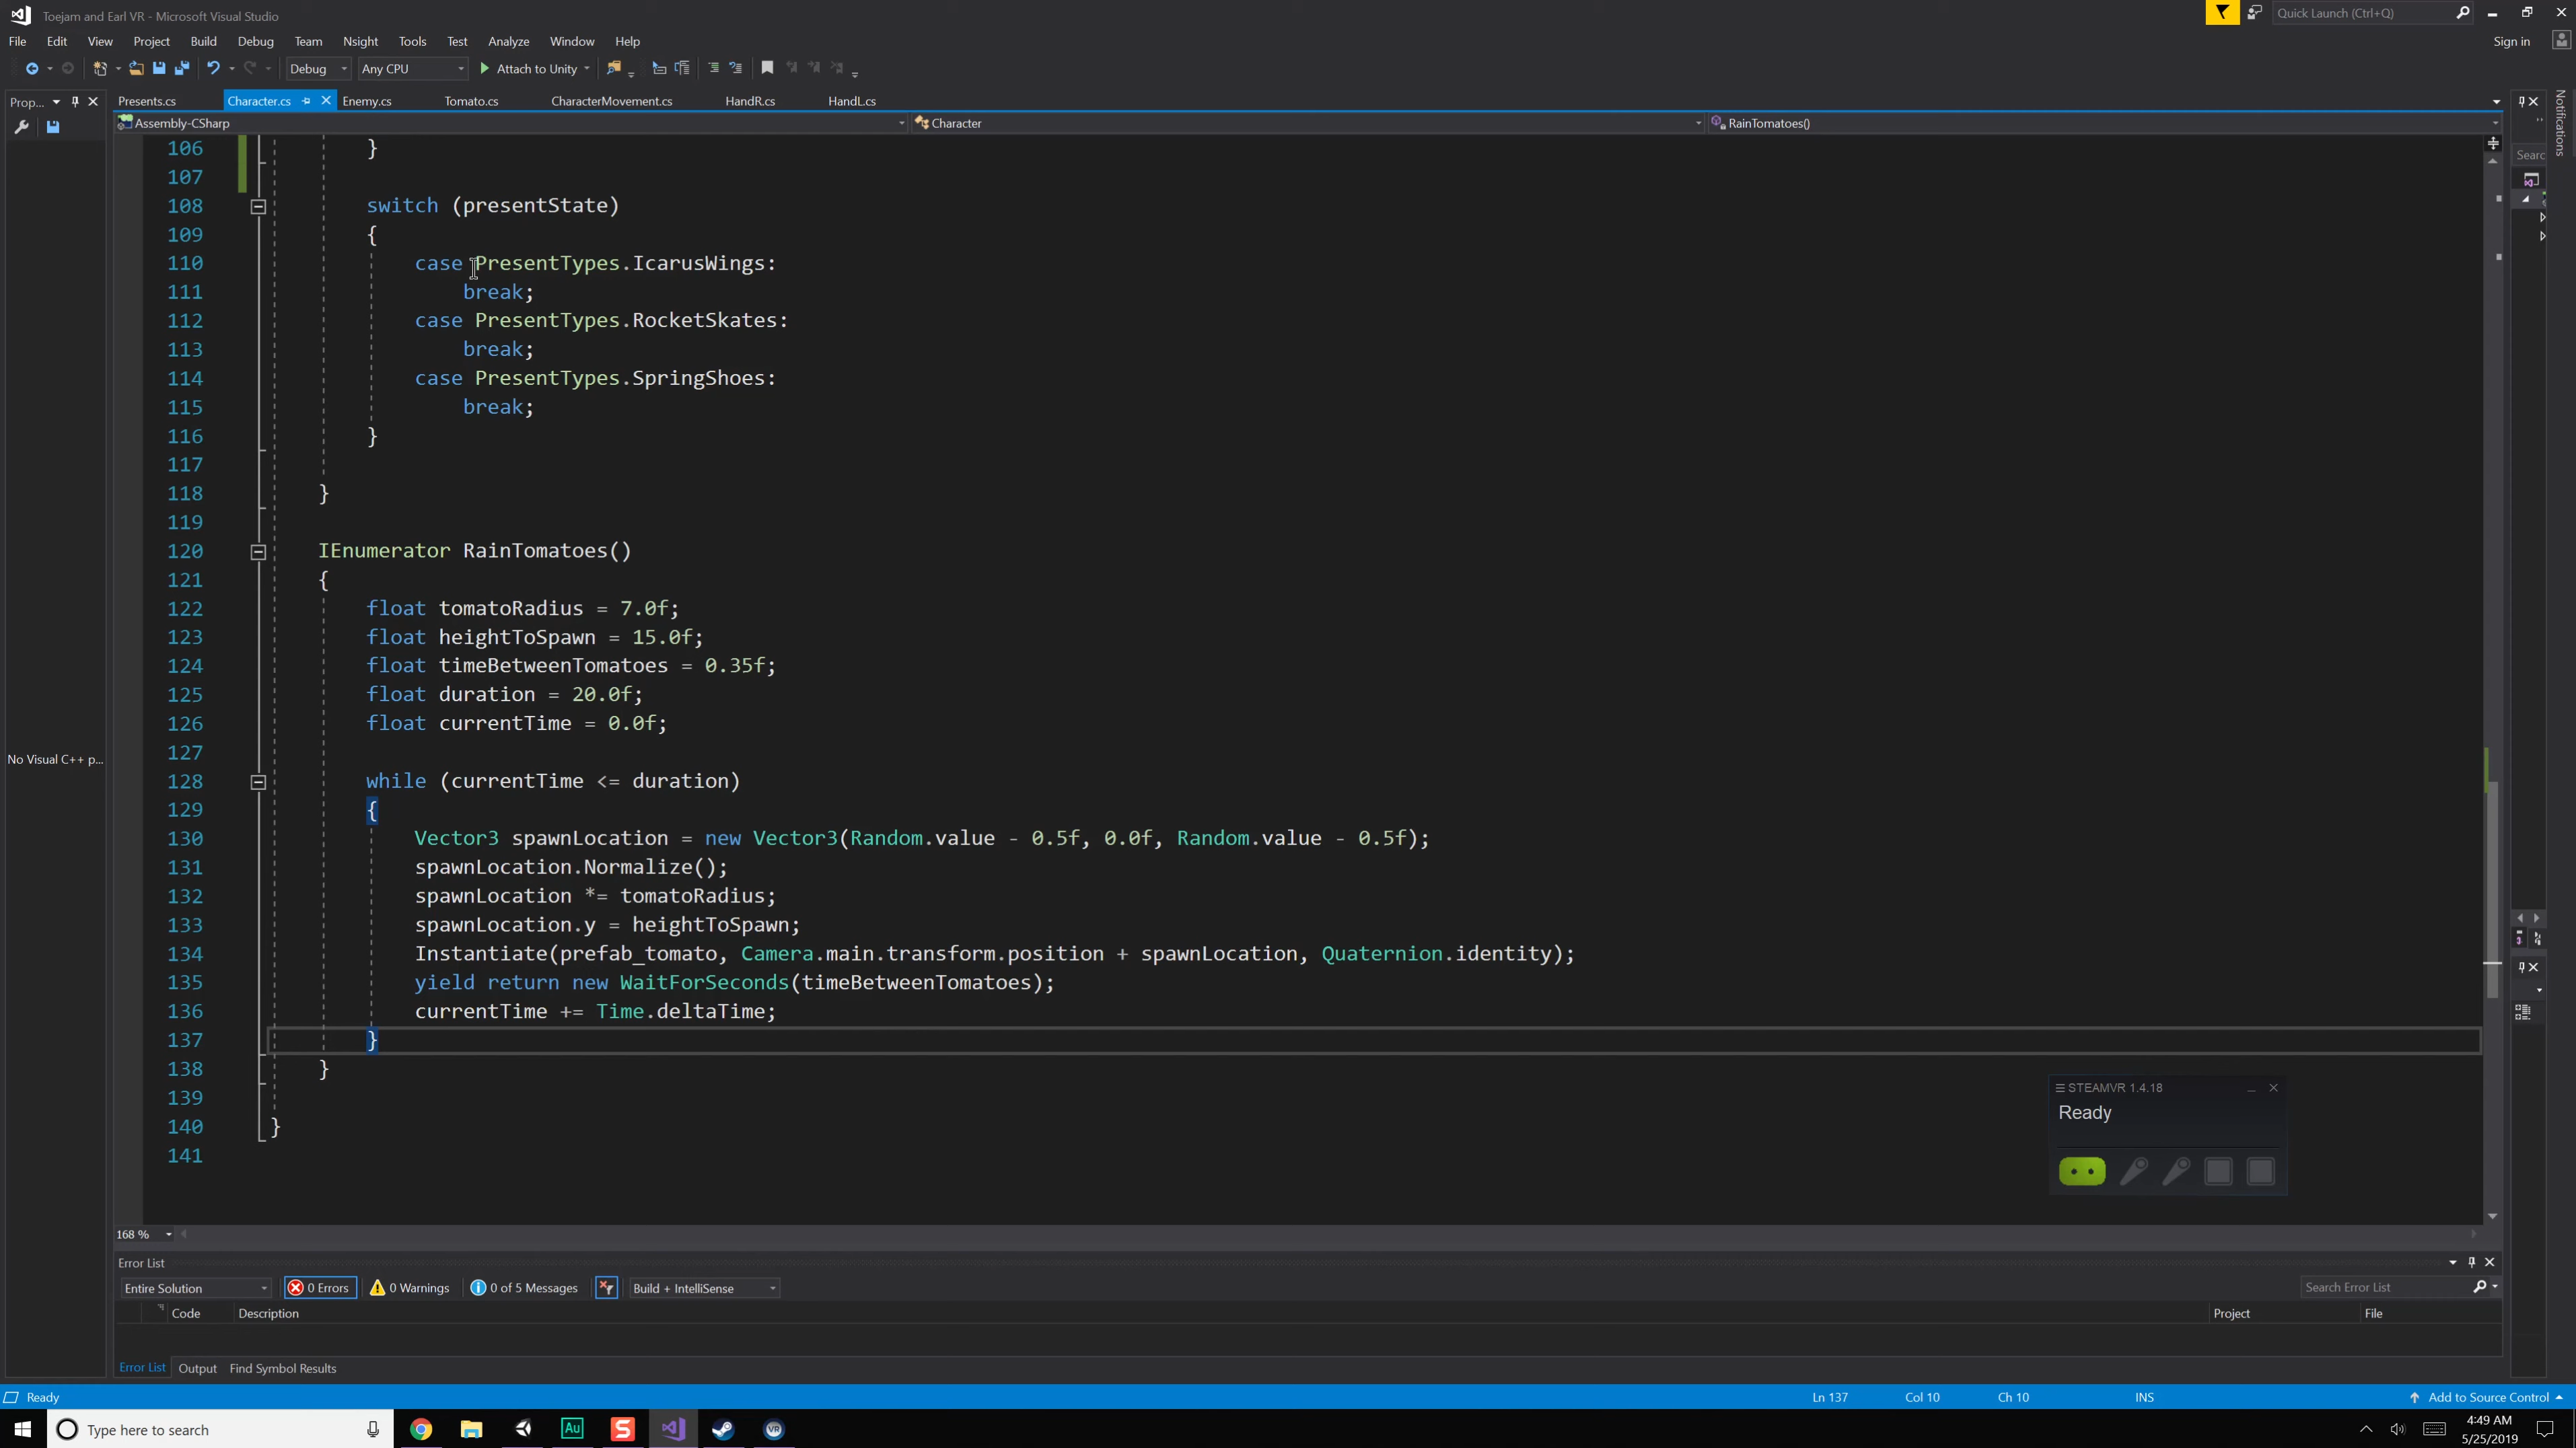 Toejam and Earl VR - Microsoft Visual Studio
Quick Launch (Ctrl+Q)
File Edit View Project Build Debug Team Nsight Tools Test Analyze Window Help
Sign in
Debug Any CPU Attach to Unity
Prop...
Presents.cs Character.cs Enemy.cs Tomato.cs CharacterMovement.cs HandR.cs HandL.cs
Notifications
Assembly-CSharp Character RainTomatoes()
Searc
106 }
107
108 switch (presentState)
109 {
110 case PresentTypes.IcarusWings:
111 break;
112 case PresentTypes.RocketSkates:
113 break;
114 case PresentTypes.SpringShoes:
115 break;
116 }
117
118 }
119
120 IEnumerator RainTomatoes()
121 {
122 float tomatoRadius = 7.0f;
123 float heightToSpawn = 15.0f;
124 float timeBetweenTomatoes = 0.35f;
125 float duration = 20.0f;
126 float currentTime = 0.0f;
127
No Visual C++ p...
128 while (currentTime <= duration)
129 {
130 Vector3 spawnLocation = new Vector3(Random.value - 0.5f, 0.0f, Random.value - 0.5f);
131 spawnLocation.Normalize();
132 spawnLocation *= tomatoRadius;
133 spawnLocation.y = heightToSpawn;
134 Instantiate(prefab_tomato, Camera.main.transform.position + spawnLocation, Quaternion.identity);
135 yield return new WaitForSeconds(timeBetweenTomatoes);
136 currentTime += Time.deltaTime;
137 }
138 }
139
140 }
141
STEAMVR 1.4.18
Ready
168 %
Error List
Entire Solution 0 Errors 0 Warnings 0 of 5 Messages Build + IntelliSense Search Error List
Code Description Project File
Error List Output Find Symbol Results
Ready Ln 137 Col 10 Ch 10 INS Add to Source Control
Type here to search
Au
S
VR
4:49 AM
5/25/2019